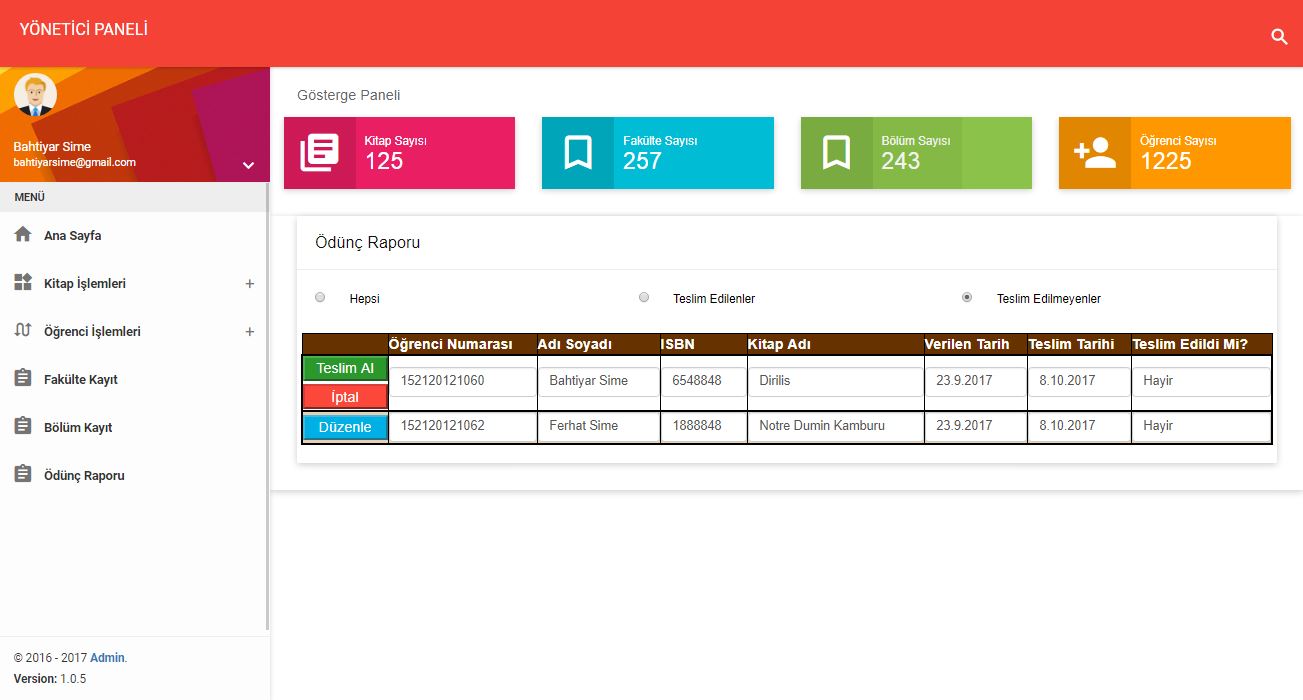 YÖNETİCİ PANELİ
Bahtiyar Sime
bahtiyarsime@gmail.com
MENÜ
Ana Sayfa
Kitap İşlemleri +
Öğrenci İşlemleri +
Fakülte Kayıt
Bölüm Kayıt
Ödünç Raporu
© 2016 - 2017 Admin.
Version: 1.0.5
Gösterge Paneli
Kitap Sayısı
125
Fakülte Sayısı
257
Bölüm Sayısı
243
Öğrenci Sayısı
1225
Ödünç Raporu
Hepsi Teslim Edilenler Teslim Edilmeyenler
Öğrenci Numarası Adı Soyadı ISBN Kitap Adı Verilen Tarih Teslim Tarihi Teslim Edildi Mi?
Teslim Al
İptal
152120121060 Bahtiyar Sime 6548848 Dirilis 23.9.2017 8.10.2017 Hayir
Düzenle 152120121062 Ferhat Sime 1888848 Notre Dumin Kamburu 23.9.2017 8.10.2017 Hayir